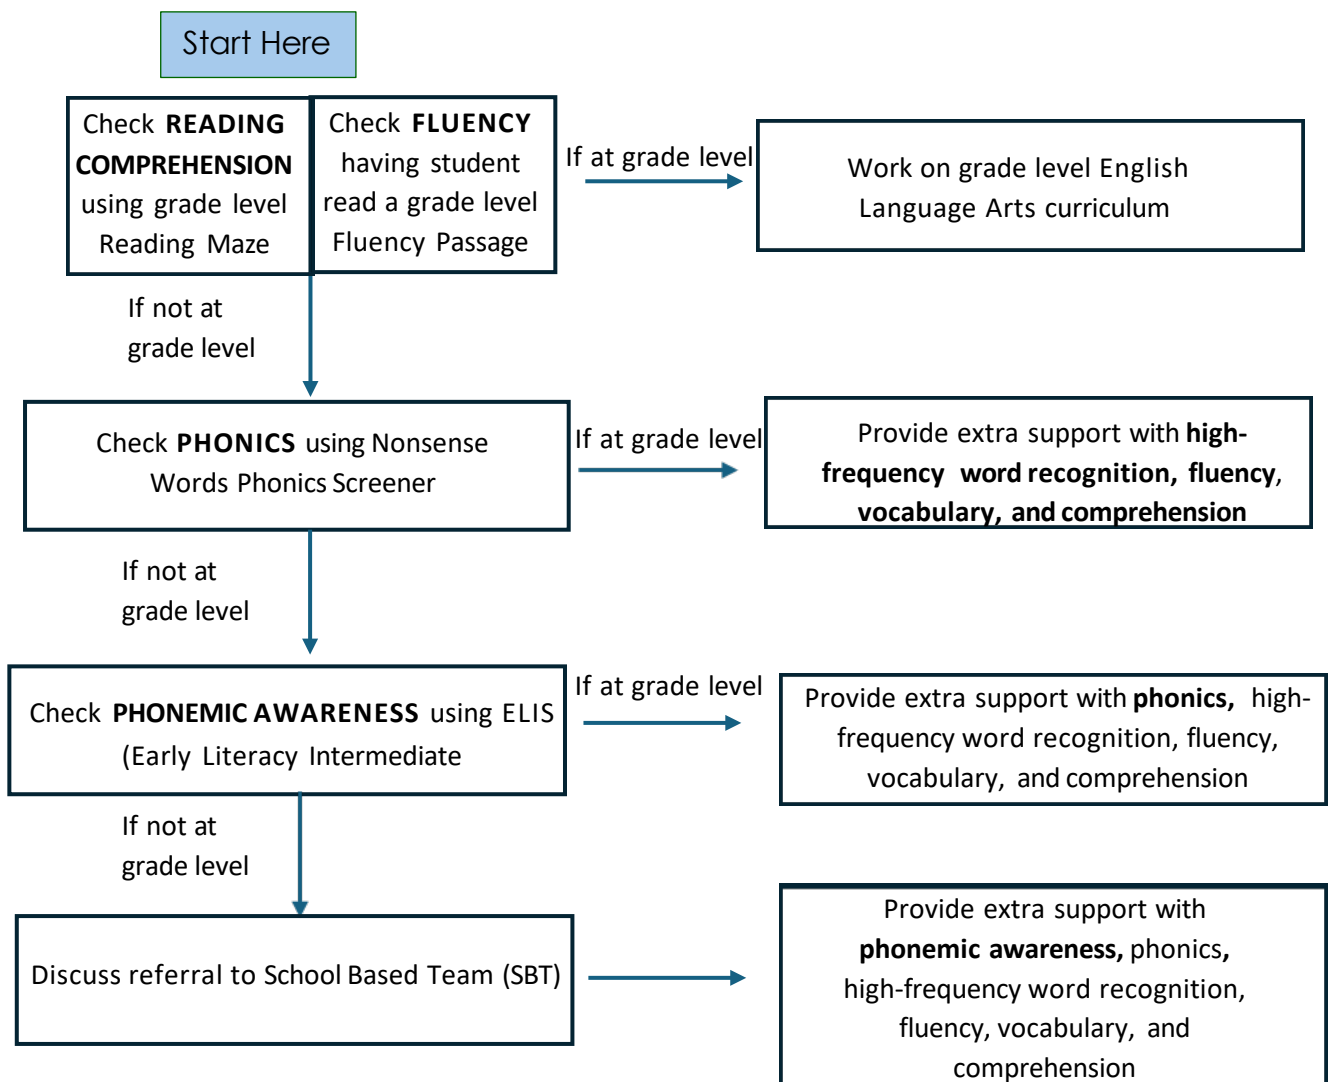 Start Here
Check READING
COMPREHENSION
using grade level
Reading Maze
Check FLUENCY
having student
read a grade level
Fluency Passage
If at grade level
Work on grade level English
Language Arts curriculum
If not at
grade level
Check PHONICS using Nonsense
Words Phonics Screener
If at grade level
Provide extra support with high-
frequency word recognition, fluency,
vocabulary, and comprehension
If not at
grade level
Check PHONEMIC AWARENESS using ELIS
(Early Literacy Intermediate
If at grade level
Provide extra support with phonics, high-
frequency word recognition, fluency,
vocabulary, and comprehension
If not at
grade level
Discuss referral to School Based Team (SBT)
Provide extra support with
phonemic awareness, phonics,
high-frequency word recognition,
fluency, vocabulary, and
comprehension